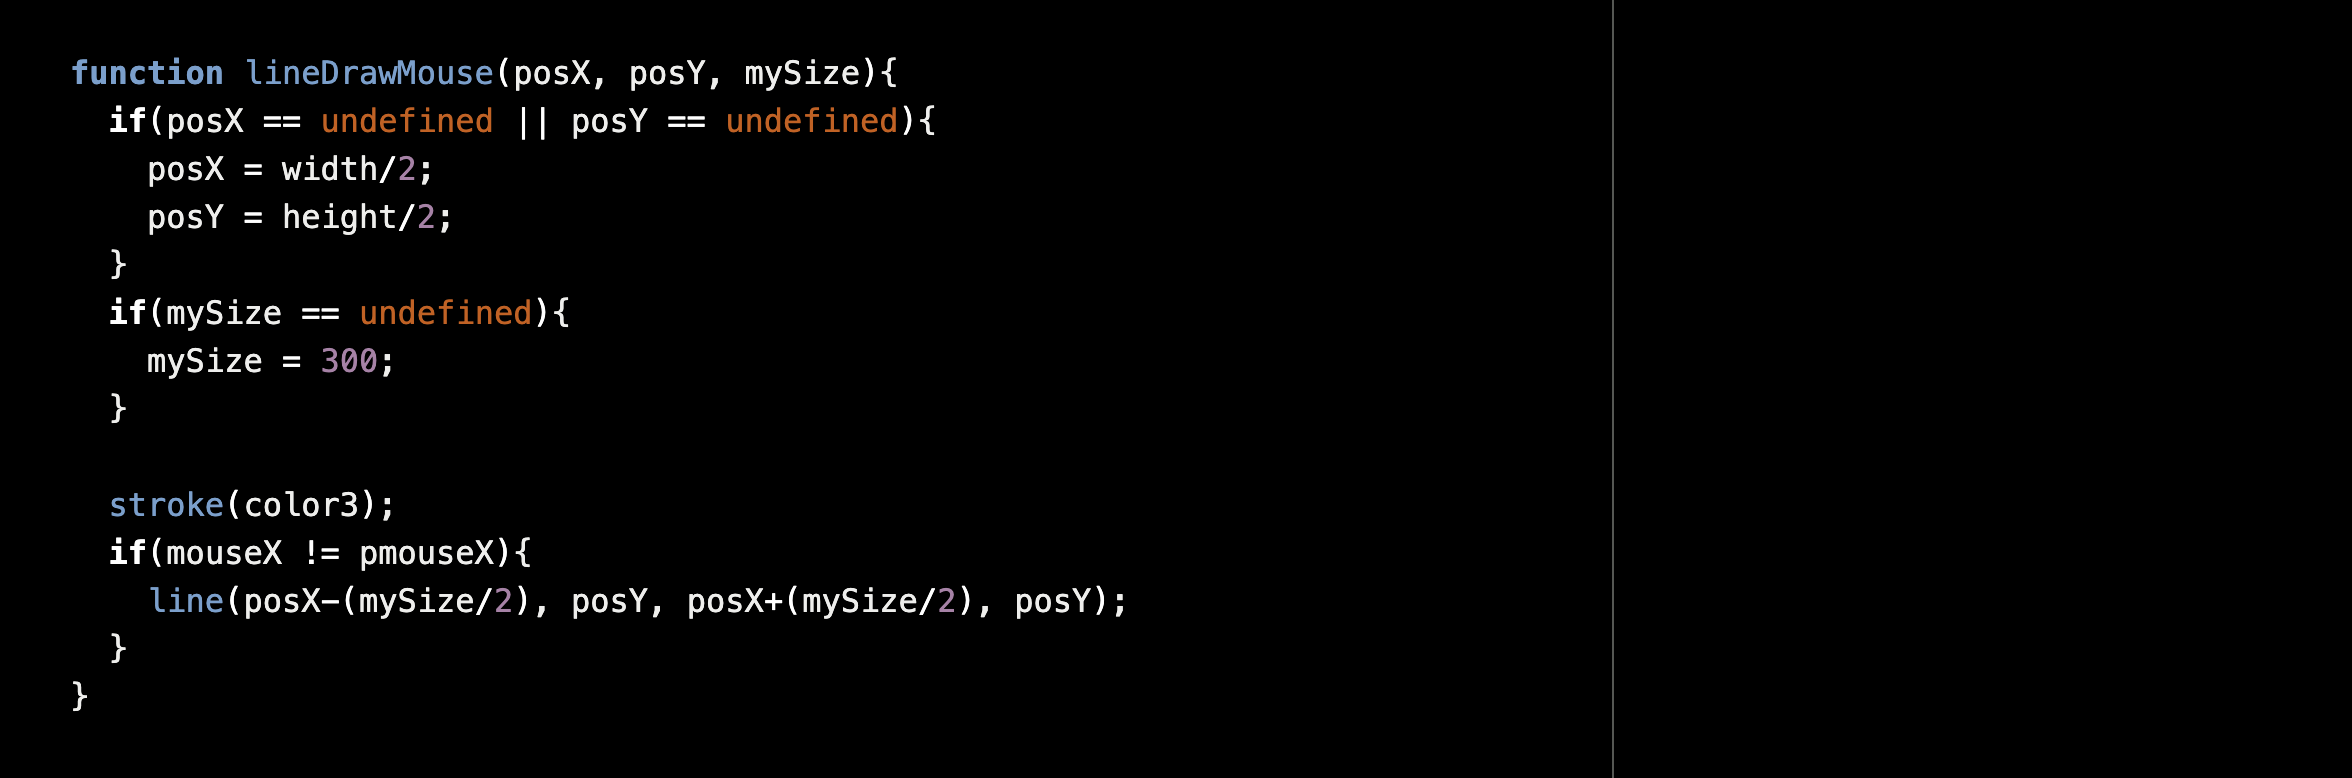 function lineDrawMouse(posX, posY, mySize){
  if(posX == undefined || posY == undefined){
    posX = width/2;
    posY = height/2;
  }
  if(mySize == undefined){
    mySize = 300;
  }

  stroke(color3);
  if(mouseX != pmouseX){
    line(posX-(mySize/2), posY, posX+(mySize/2), posY);
  }
}